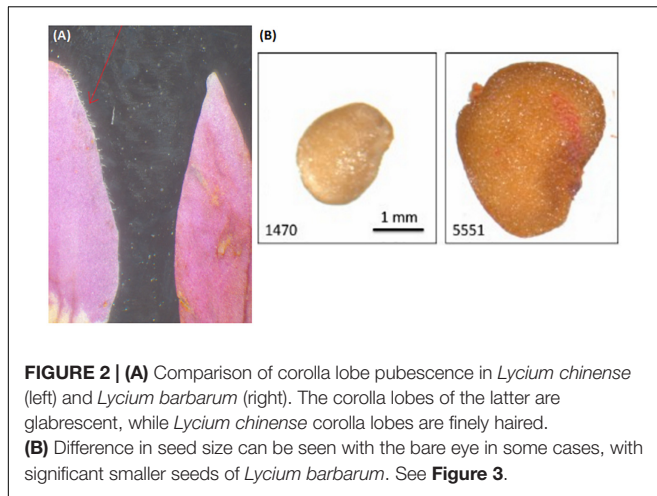 (A)
(B)
1470
1 mm
5551
FIGURE 2 | (A) Comparison of corolla lobe pubescence in Lycium chinense
(left) and Lycium barbarum (right). The corolla lobes of the latter are
glabrescent, while Lycium chinense corolla lobes are finely haired.
(B) Difference in seed size can be seen with the bare eye in some cases, with
significant smaller seeds of Lycium barbarum. See Figure 3.